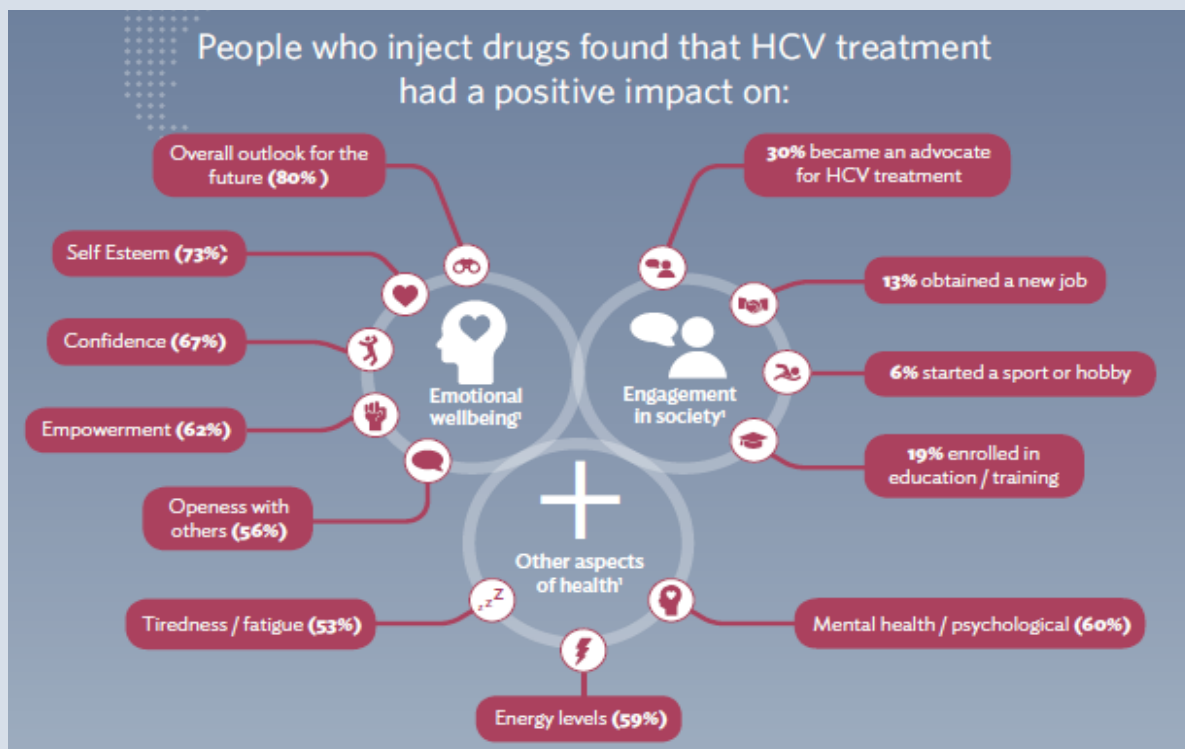 People who inject drugs found that HCV treatment
had a positive impact on:
Overall outlook for the
future (80% )
Self Esteem (73%);
Confidence (67%)
Empowerment (62%)
Openess with
others (56%)
Emotional
wellbeing¹
30% became an advocate
for HCV treatment
13% obtained a new job
6% started a sport or hobby
19% enrolled in
education / training
Engagement
in society¹
Other aspects
of health¹
zzZ
Tiredness / fatigue (53%)
Energy levels (59%)
Mental health / psychological (60%)